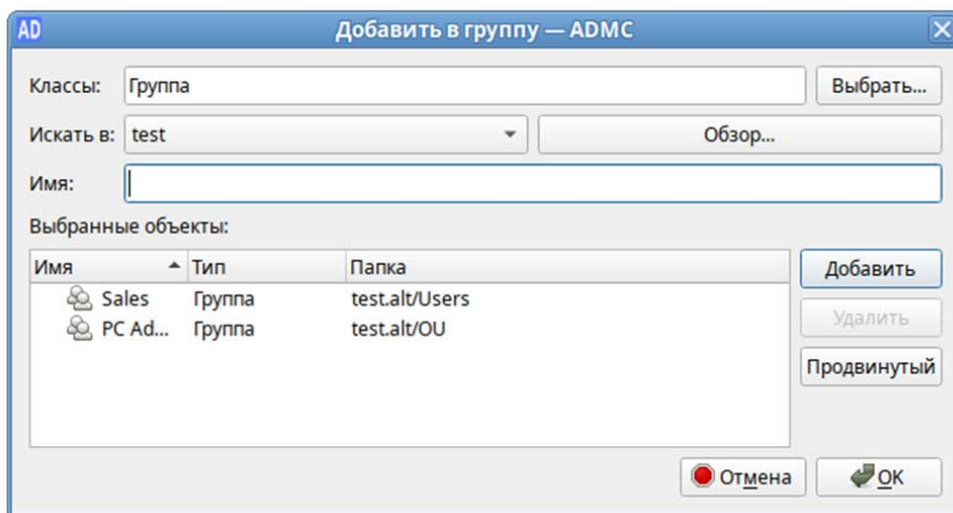 AD Добавить в группу — ADMC
Классы: Группа Выбрать...
Искать в: test Обзор...
Имя:
Выбранные объекты:
Имя Тип Папка
Добавить
Sales Группа test.alt/Users
PC Ad... Группа test.alt/OU
Удалить
Продвинутый
Отмена OK